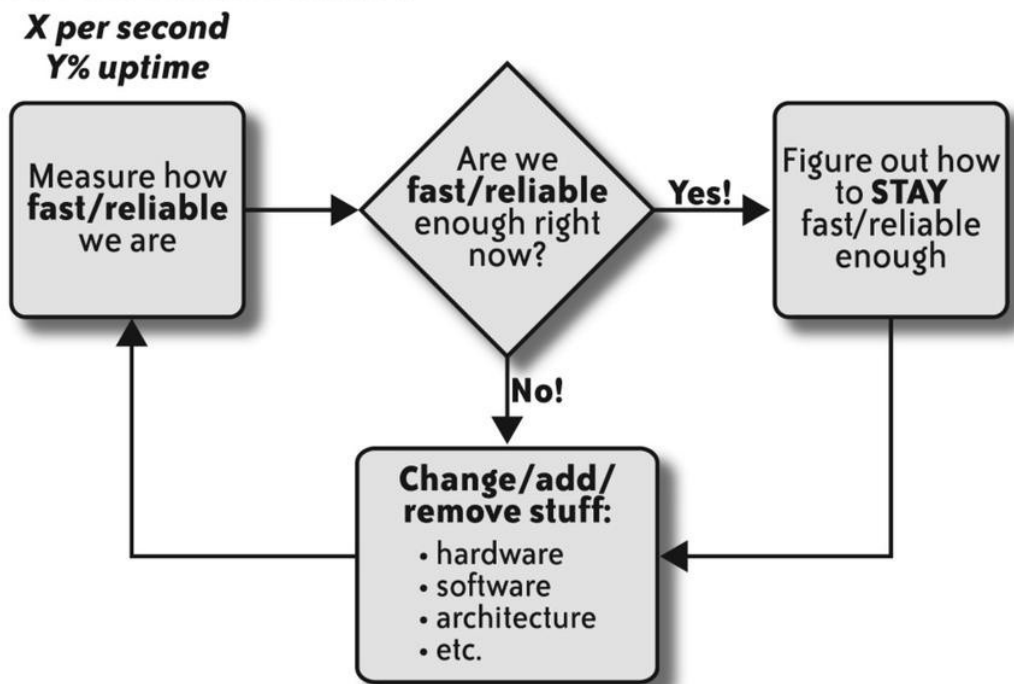 X per second
Y% uptime
Measure how
fast/reliable
we are
Are we
fast/reliable
enough right
now?
Yes!
Figure out how
to STAY
fast/reliable
enough
No!
Change/add/
remove stuff:
• hardware
• software
• architecture
• etc.